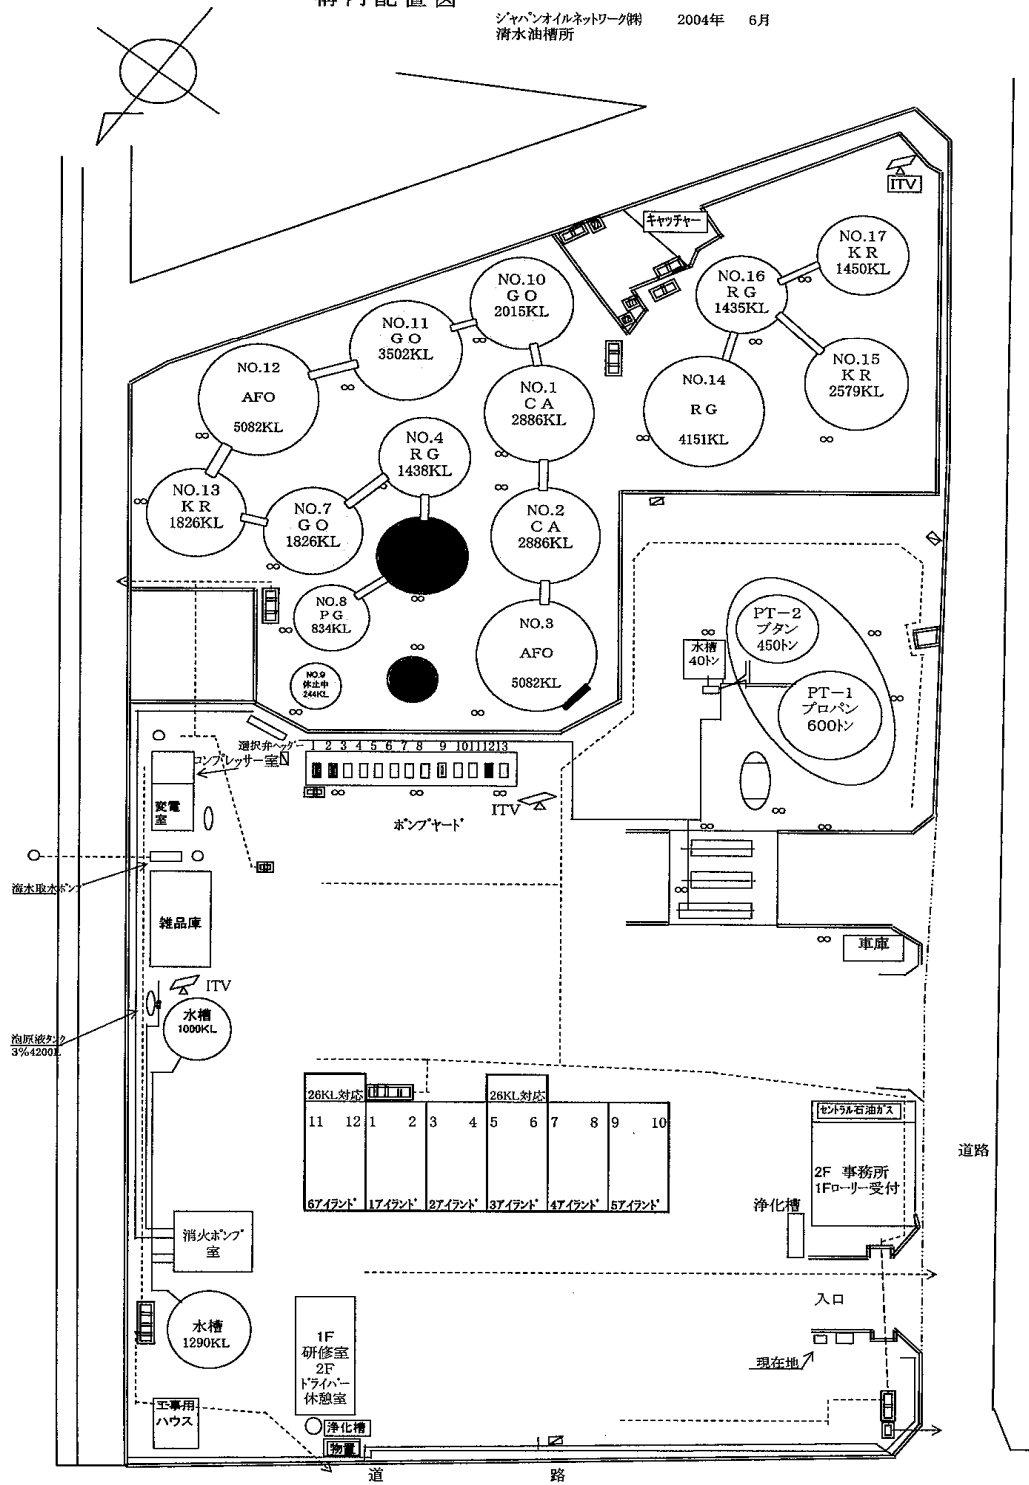 構内配置図
ジャパンオイルネットワーク㈱ 2004年 6月
清水油槽所
ITV
キャッチャー
NO.17
K R
1450KL
NO.16
R G
1435KL
NO.10
G O
2015KL
NO.11
G O
3502KL
NO.15
K R
2579KL
NO.12
AFO
5082KL
NO.14
R G
4151KL
NO.1
C A
2886KL
NO.4
R G
1438KL
NO.13
K R
1826KL
NO.7
G O
1826KL
NO.2
C A
2886KL
NO.8
P G
834KL
NO.3
AFO
5082KL
NO.9
休止中
244KL
PT-2
ブタン
450トン
水槽
40トン
PT-1
プロパン
600トン
選択弁ヘッダー
1 2 3 4 5 6 7 8 9 10 11 12 13
コンプレッサー室
変電
室
ITV
ポンプヤード
海水取水ポンプ
雑品庫
車庫
ITV
水槽
1000KL
泡原液タンク
3%4200L
26KL対応
26KL対応
11 12 1 2 3 4 5 6 7 8 9 10
6アイランド 1アイランド 2アイランド 3アイランド 4アイランド 5アイランド
セントラル石油ガス
2F 事務所
1Fローリー受付
道路
浄化槽
消火ポンプ
室
入口
水槽
1290KL
1F
研修室
2F
ドライバー
休憩室
現在地
工事用
ハウス
浄化槽
物置
道 路